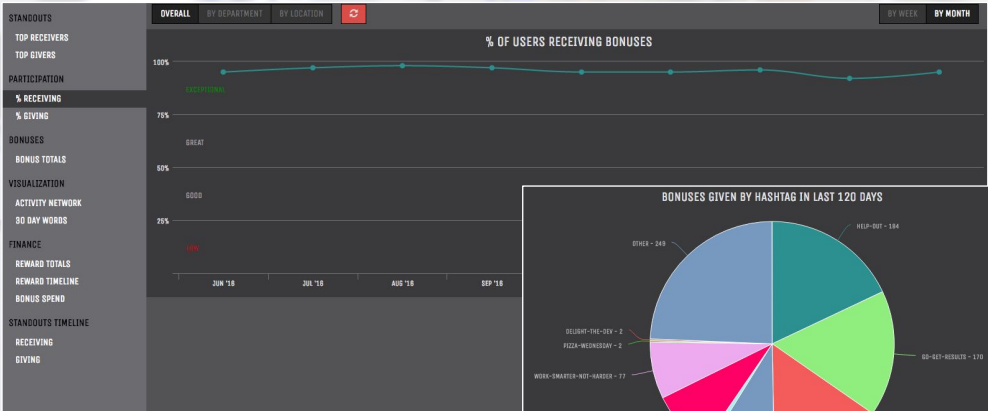 STANDOUTS
TOP RECEIVERS
TOP GIVERS
PARTICIPATION
% RECEIVING
% GIVING
BONUSES
BONUS TOTALS
VISUALIZATION
ACTIVITY NETWORK
30 DAY WORDS
FINANCE
REWARD TOTALS
REWARD TIMELINE
BONUS SPEND
STANDOUTS TIMELINE
RECEIVING
GIVING
OVERALL BY DEPARTMENT BY LOCATION BY WEEK BY MONTH
% OF USERS RECEIVING BONUSES
100%
EXCEPTIONAL
75%
GREAT
50%
GOOD
25%
JUN '16 JUL '16 AUG '16 SEP '16
BONUSES GIVEN BY HASHTAG IN LAST 120 DAYS
HELP-OUT - 184
OTHER - 249
DELIGHT-THE-DEV - 2
PIZZA-WEDNESDAY - 2
GO-GET-RESULTS - 170
WORK-SMARTER-NOT-HARDER - 77